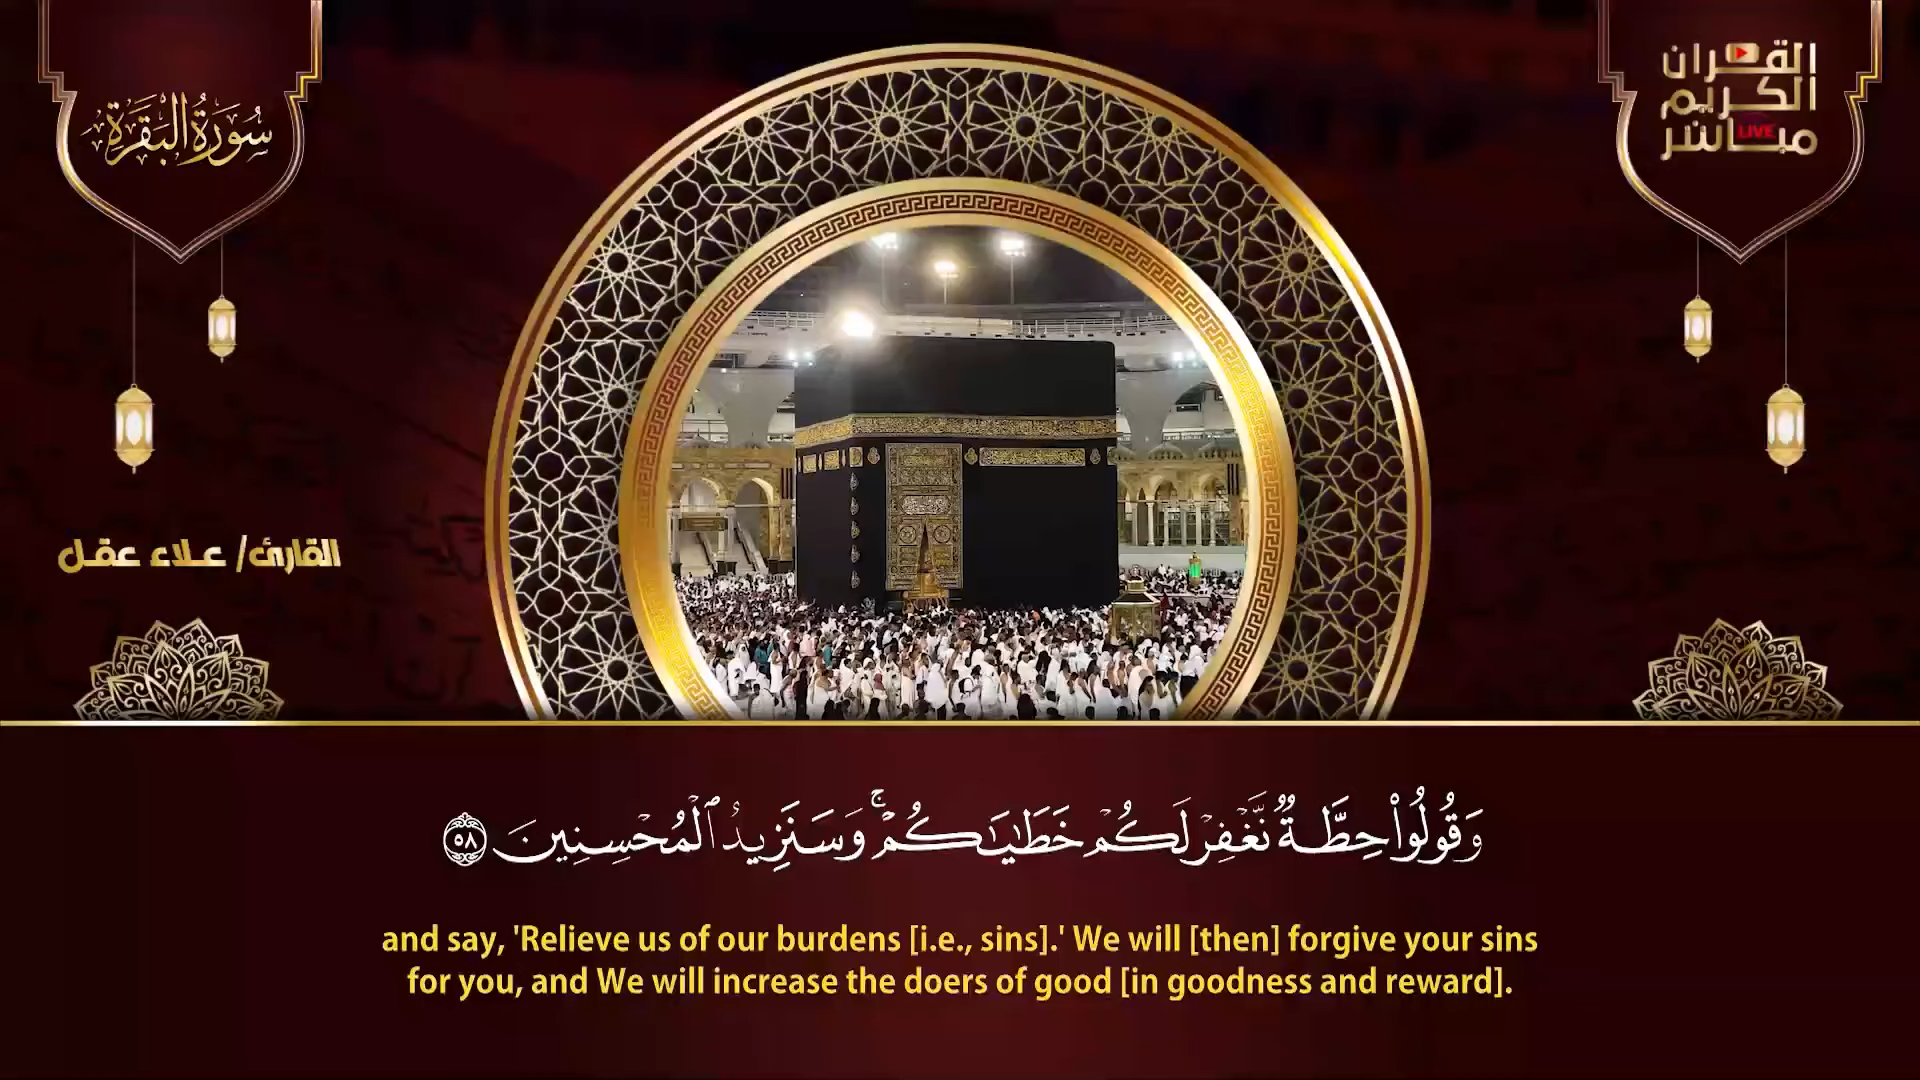 سُورَةُ البَقَرَةِ
القرآن
الكريم
مباشر
LIVE
القارئ/ علاء عقل
وَقُولُوا۟ حِطَّةٌ نَّغْفِرْ لَكُمْ خَطَـٰيَـٰكُمْ ۚ وَسَنَزِيدُ ٱلْمُحْسِنِينَ ٥٨
and say, 'Relieve us of our burdens [i.e., sins].' We will [then] forgive your sins
for you, and We will increase the doers of good [in goodness and reward].